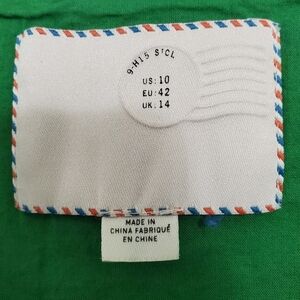 9-H15 S'CL
US: 10
EU: 42
UK: 14
MADE IN
CHINA FABRIQUÉ
EN CHINE